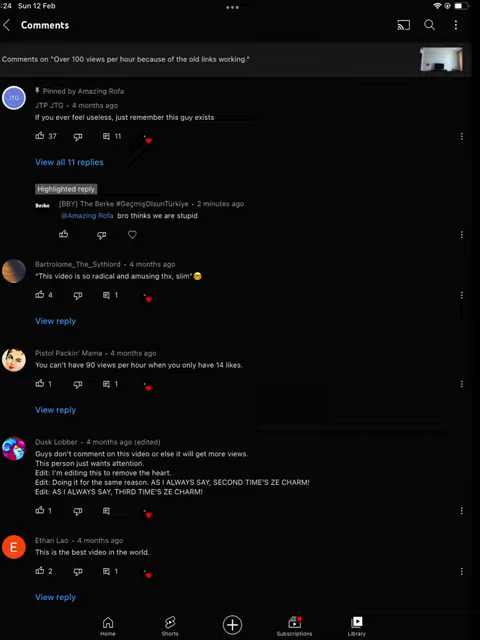 :24 Sun 12 Feb
Comments
Comments on "Over 100 views per hour because of the old links working."
Pinned by Amazing Rofa
JTG
JTP JTG • 4 months ago
If you ever feel useless, just remember this guy exists
37 11
View all 11 replies
Highlighted reply
Berke
[BBY] The Berke #GeçmişOlsunTürkiye • 2 minutes ago
@Amazing Rofa bro thinks we are stupid
Bartrolome_The_Sythlord • 4 months ago
"This video is so radical and amusing thx, slim"🤓
4 1
View reply
Pistol Packin' Mama • 4 months ago
You can't have 90 views per hour when you only have 14 likes.
1 1
View reply
Dusk Lobber • 4 months ago (edited)
Guys don't comment on this video or else it will get more views.
This person just wants attention.
Edit: I'm editing this to remove the heart.
Edit: Doing it for the same reason. AS I ALWAYS SAY, SECOND TIME'S ZE CHARM!
Edit: AS I ALWAYS SAY, THIRD TIME'S ZE CHARM!
1
E
Ethan Lao • 4 months ago
This is the best video in the world.
2 1
View reply
Home Shorts Subscriptions Library